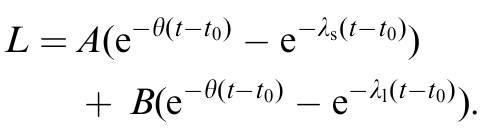 L = A(e^{−θ(t−t_0)} − e^{−λ_s(t−t_0)})
+ B(e^{−θ(t−t_0)} − e^{−λ_l(t−t_0)}).